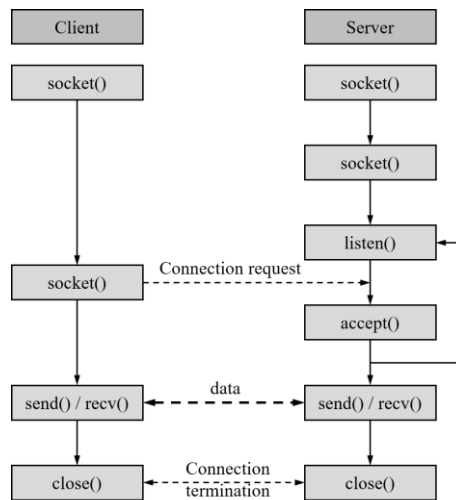 Client
Server
socket()
socket()
socket()
listen()
Connection request
socket()
accept()
data
send() / recv()
send() / recv()
Connection
close()
close()
termination